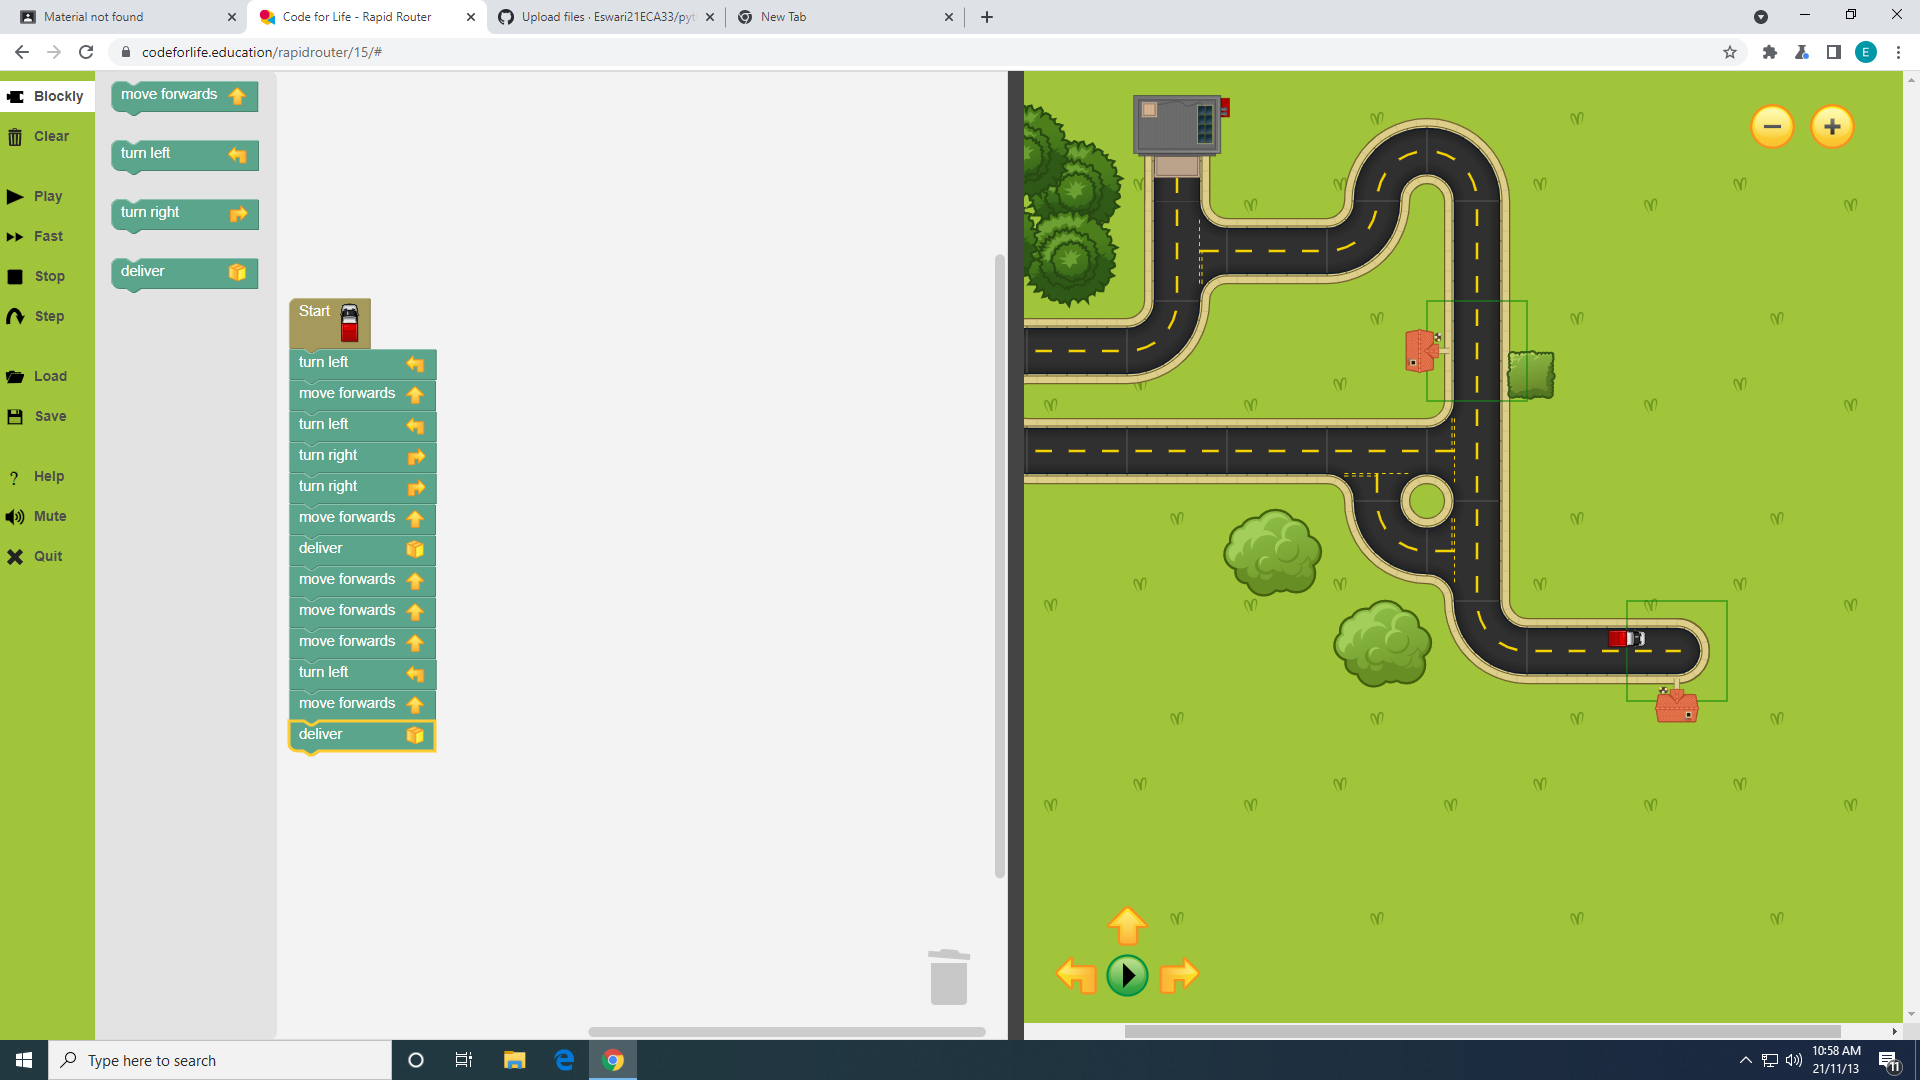 Material not found
Code for Life - Rapid Router
Upload files · Eswari21ECA33/pyt
New Tab
codeforlife.education/rapidrouter/15/#
E
Blockly
Clear
Play
Fast
Stop
Step
Load
Save
Help
Mute
Quit
move forwards
turn left
turn right
deliver
Start
turn left
move forwards
turn left
turn right
turn right
move forwards
deliver
move forwards
move forwards
move forwards
turn left
move forwards
deliver
Type here to search
10:58 AM
21/11/13
11